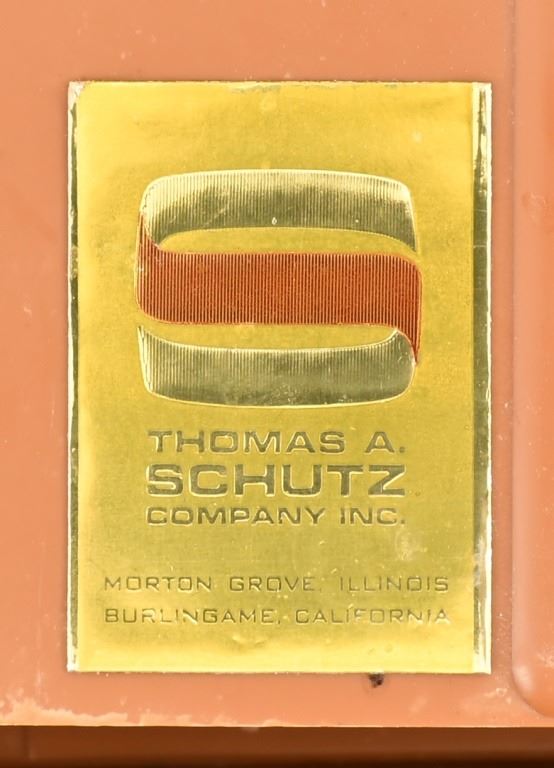 THOMAS A.
SCHUTZ
COMPANY INC.
MORTON GROVE, ILLINOIS
BURLINGAME, CALIFORNIA